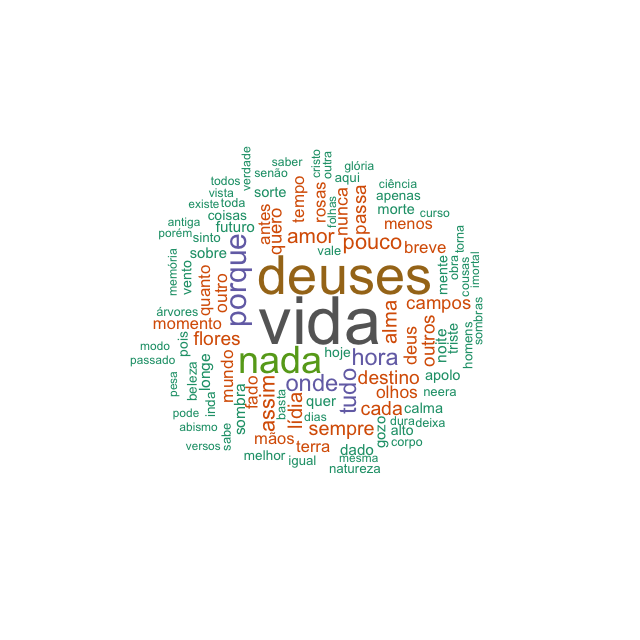 vida
deuses
nada
porque
tudo
onde
hora
pouco
assim
lídia
sempre
cada
destino
alma
campos
amor
passa
flores
olhos
deus
outros
quero
antes
tempo
rosas
nunca
menos
breve
quanto
outro
momento
mundo
fado
mãos
terra
verdade
saber
senão
cristo
outra
glória
aqui
ciência
apenas
morte
curso
todos
vista
existe
toda
sorte
coisas
antiga
porém
sinto
futuro
sobre
folhas
vale
mente
obra
torna
cousas
imortal
sombras
homens
triste
noite
memória
vento
árvores
modo
passado
pois
beleza
longe
pesa
inda
pode
abismo
versos
sabe
sombra
hoje
basta
quer
dias
apolo
neera
calma
dura
deixa
alto
corpo
gozo
dado
mesma
natureza
igual
melhor